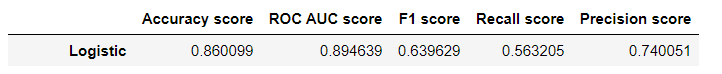 Accuracy score ROC AUC score F1 score Recall score Precision score
Logistic 0.860099 0.894639 0.639629 0.563205 0.740051